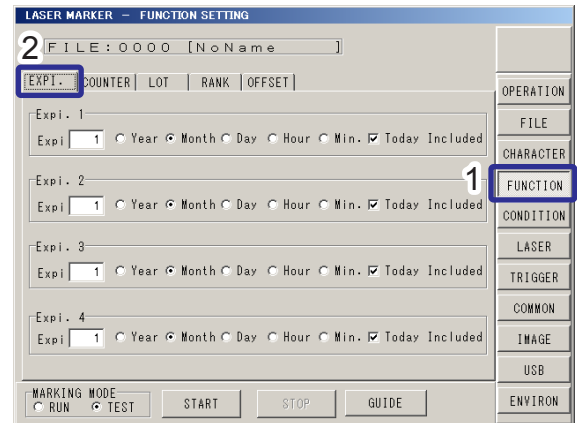 LASER MARKER – FUNCTION SETTING
2
FILE:0000 [NoName ]
EXPI. COUNTER LOT RANK OFFSET
Expi. 1
Expi 1 Year Month Day Hour Min. Today Included
Expi. 2
Expi 1 Year Month Day Hour Min. Today Included
Expi. 3
Expi 1 Year Month Day Hour Min. Today Included
Expi. 4
Expi 1 Year Month Day Hour Min. Today Included
MARKING MODE
RUN TEST START STOP GUIDE
OPERATION
FILE
CHARACTER
1
FUNCTION
CONDITION
LASER
TRIGGER
COMMON
IMAGE
USB
ENVIRON